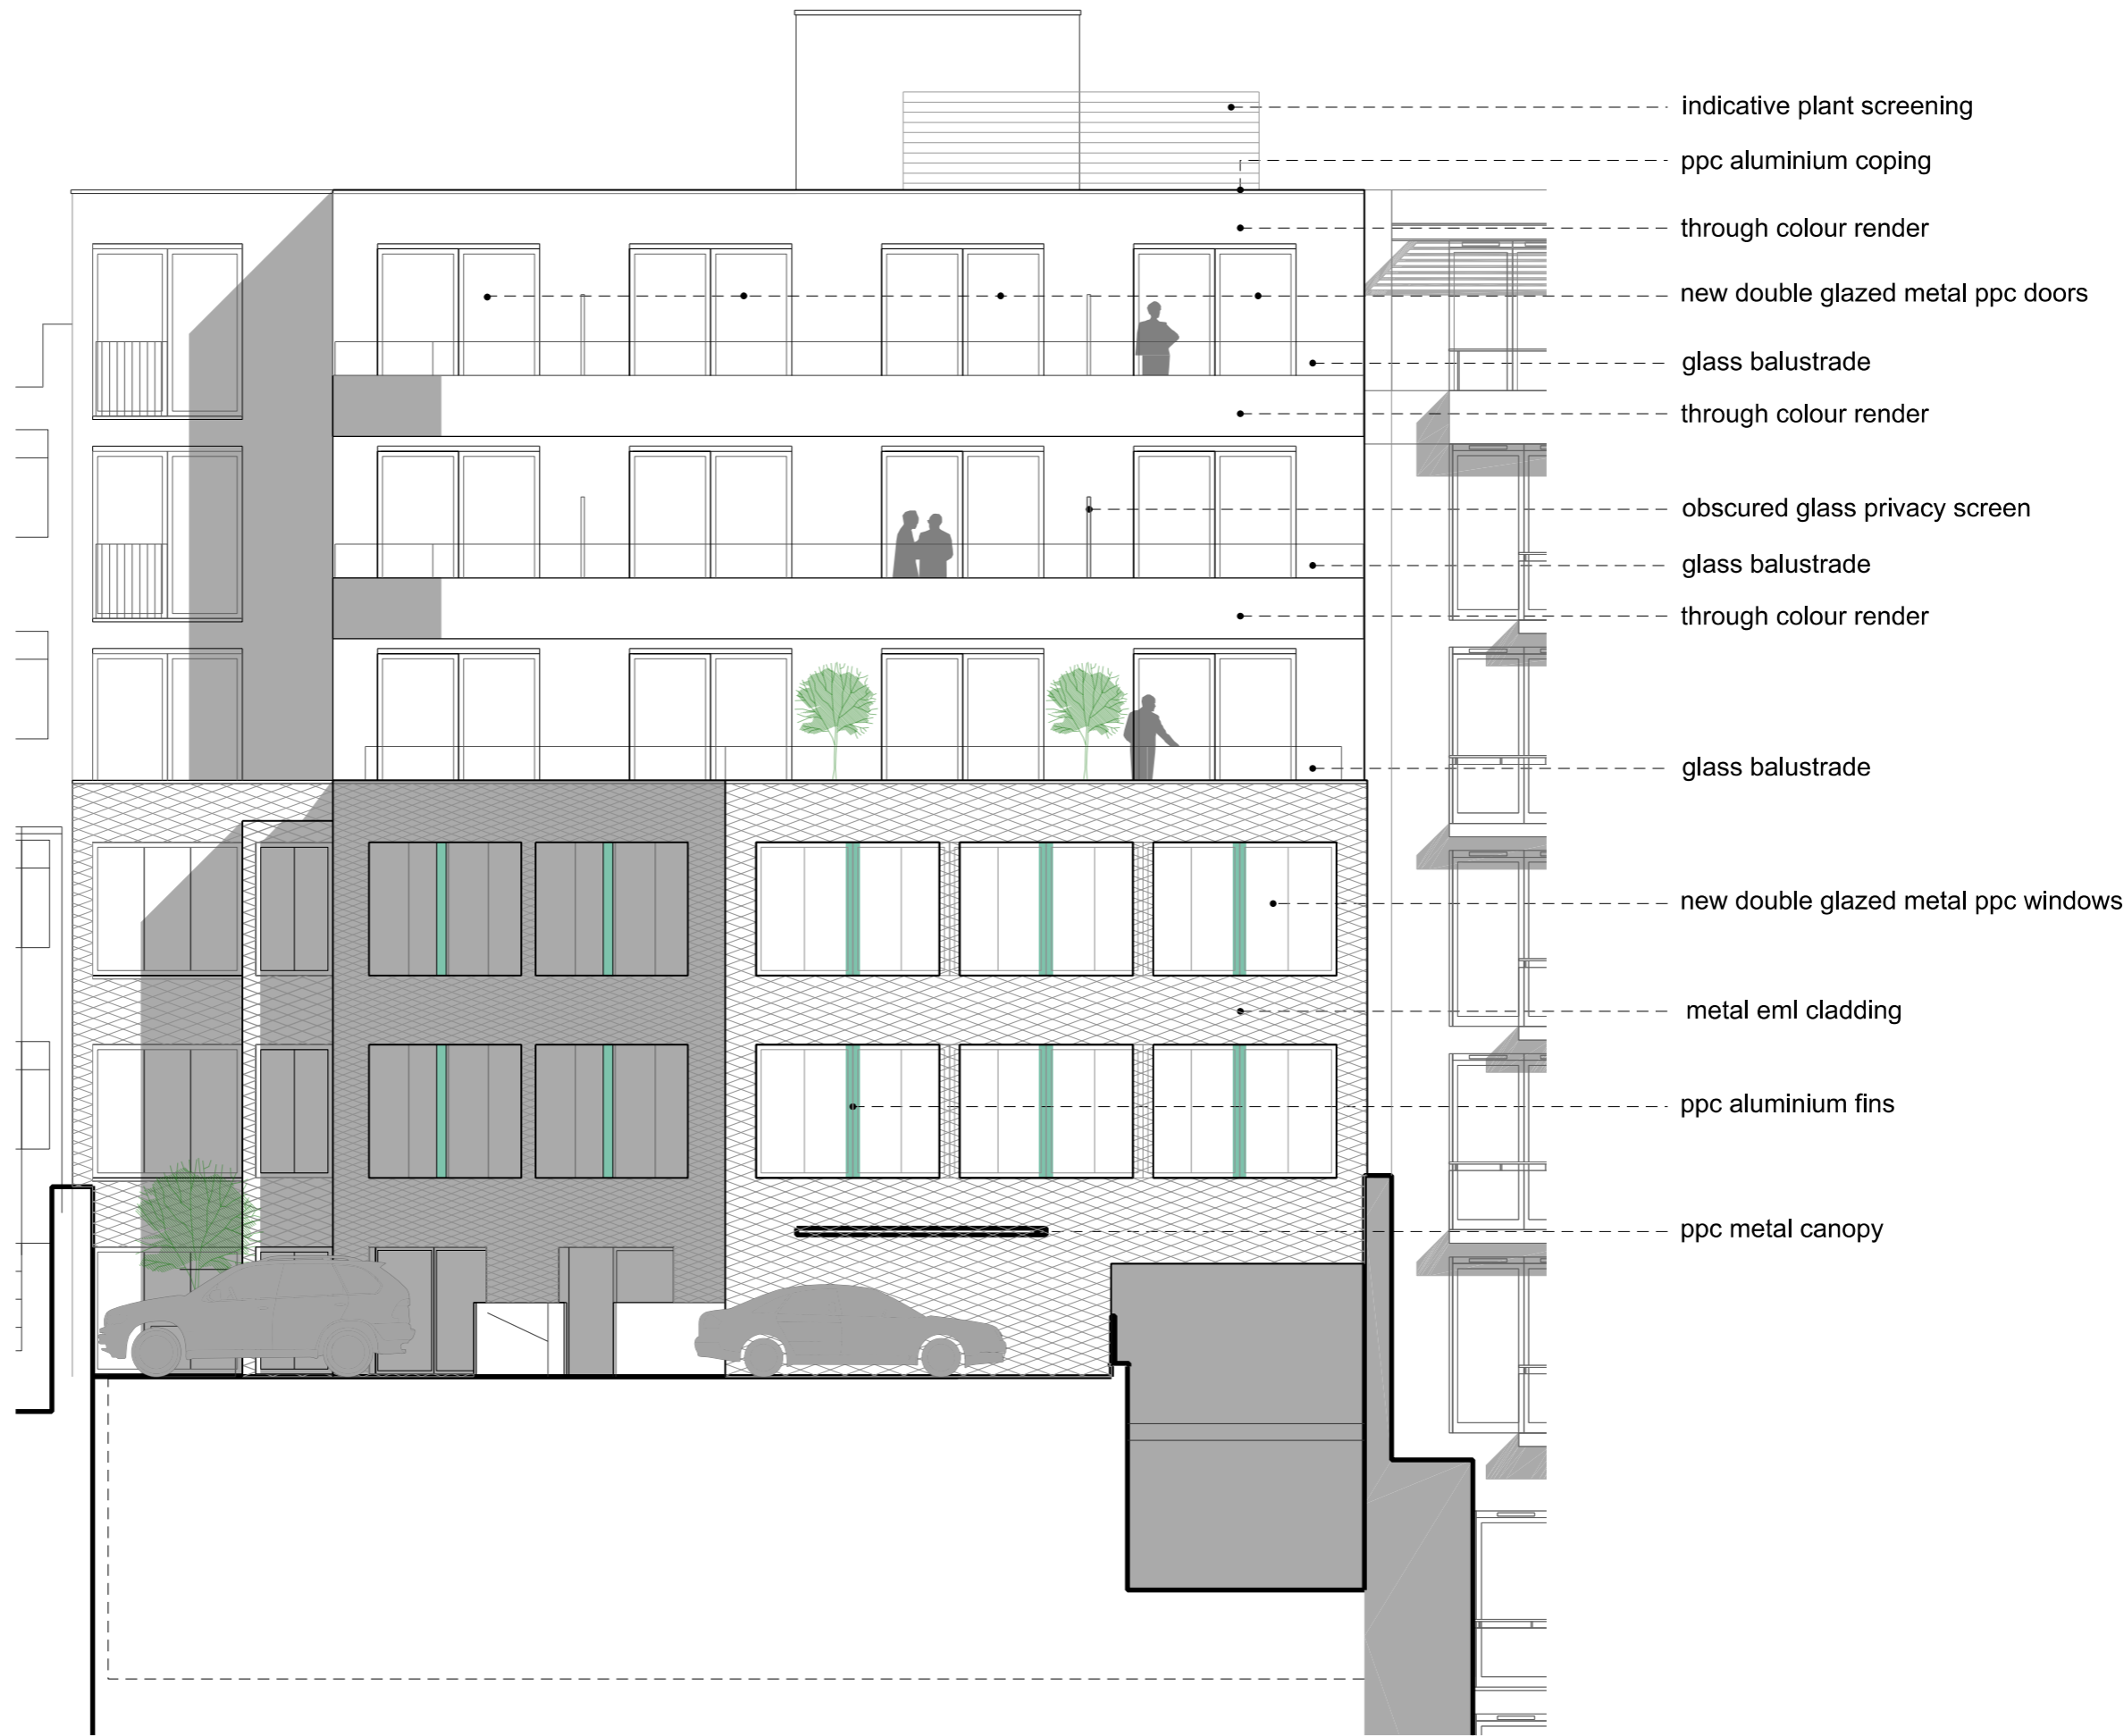 indicative plant screening
ppc aluminium coping
through colour render
new double glazed metal ppc doors
glass balustrade
through colour render
obscured glass privacy screen
glass balustrade
through colour render
glass balustrade
new double glazed metal ppc windows
metal eml cladding
ppc aluminium fins
ppc metal canopy